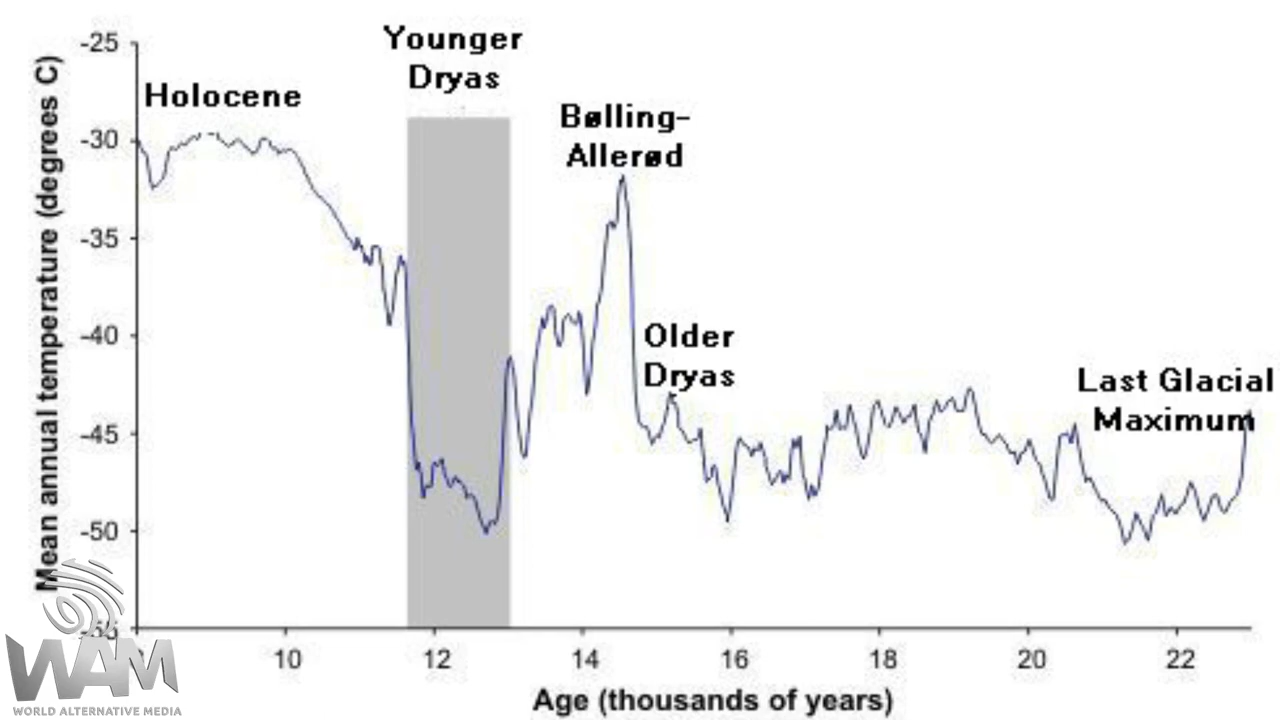 Younger
Dryas
Holocene
Bølling-
Allerød
Older
Dryas
Last Glacial
Maximum
Mean annual temperature (degrees C)
-25
-30
-35
-40
-45
-50
10
12
14
16
18
20
22
Age (thousands of years)
WAM
WORLD ALTERNATIVE MEDIA